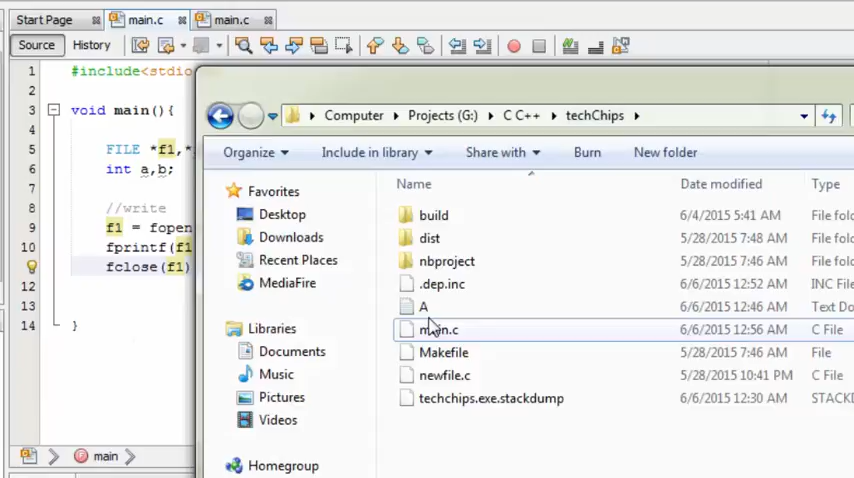 Start Page main.c main.c
Source History
1 #include<stdio
2
3 void main(){
4
5 FILE *f1,*
6 int a,b;
7
8 //write
9 f1 = fopen
10 fprintf(f1
fclose(f1)
12
13
14 }
main
Computer Projects (G:) C C++ techChips
Organize Include in library Share with Burn New folder
Favorites
Desktop
Downloads
Recent Places
MediaFire
Libraries
Documents
Music
Pictures
Videos
Homegroup
Name Date modified Type
build 6/4/2015 5:41 AM File fold
dist 5/28/2015 7:48 AM File fold
nbproject 5/28/2015 7:46 AM File fold
.dep.inc 6/6/2015 12:52 AM INC File
A 6/6/2015 12:46 AM Text Do
main.c 6/6/2015 12:56 AM C File
Makefile 5/28/2015 7:46 AM File
newfile.c 5/28/2015 10:41 PM C File
techchips.exe.stackdump 6/6/2015 12:30 AM STACKD